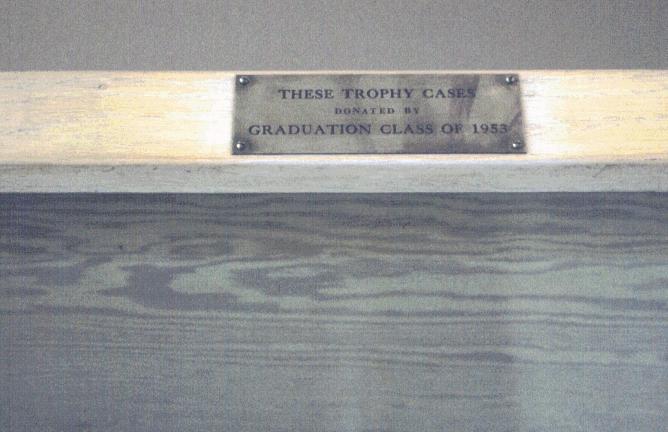 THESE TROPHY CASES
DONATED BY
GRADUATION CLASS OF 1953